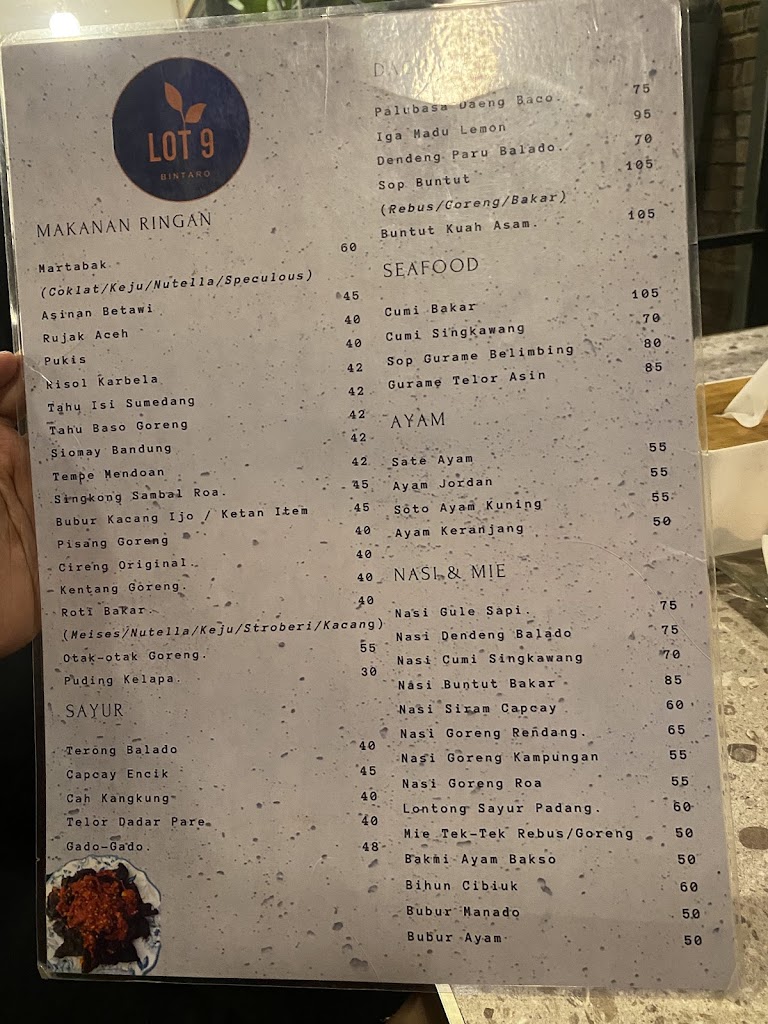 LOT 9
BINTARO
MAKANAN RINGAN
Martabak 60
(Coklat/Keju/Nutella/Speculous)
Asinan Betawi 45
Rujak Aceh 40
Pukis 40
Risol Karbela 42
Tahu Isi Sumedang 42
Tahu Baso Goreng 42
Siomay Bandung 42
Tempe Mendoan 42
Singkong Sambal Roa. 45
Bubur Kacang Ijo / Ketan Item 45
Pisang Goreng 40
Cireng Original. 40
Kentang Goreng. 40
Roti Bakar. 40
(Meises/Nutella/Keju/Stroberi/Kacang)
Otak-otak Goreng. 55
Puding Kelapa. 30
SAYUR
Terong Balado 40
Capcay Encik 45
Cah Kangkung 40
Telor Dadar Pare 40
Gado-Gado. 48
Palubasa Daeng Baco. 75
Iga Madu Lemon 95
Dendeng Paru Balado. 70
Sop Buntut 105
(Rebus/Goreng/Bakar)
Buntut Kuah Asam. 105
SEAFOOD
Cumi Bakar 105
Cumi Singkawang 70
Sop Gurame Belimbing 80
Gurame Telor Asin 85
AYAM
Sate Ayam 55
Ayam Jordan 55
Soto Ayam Kuning 55
Ayam Keranjang 50
NASI & MIE
Nasi Gule Sapi. 75
Nasi Dendeng Balado 75
Nasi Cumi Singkawang 70
Nasi Buntut Bakar 85
Nasi Siram Capcay 60
Nasi Goreng Rendang. 65
Nasi Goreng Kampungan 55
Nasi Goreng Roa 55
Lontong Sayur Padang. 60
Mie Tek-Tek Rebus/Goreng 50
Bakmi Ayam Bakso 50
Bihun Cibiuk 60
Bubur Manado 50
Bubur Ayam 50